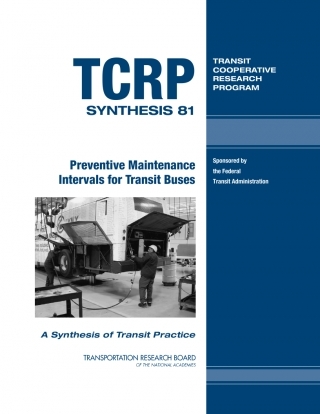 TCRP
SYNTHESIS 81
TRANSIT
COOPERATIVE
RESEARCH
PROGRAM
Preventive Maintenance
Intervals for Transit Buses
Sponsored by
the Federal
Transit Administration
A Synthesis of Transit Practice
TRANSPORTATION RESEARCH BOARD
OF THE NATIONAL ACADEMIES